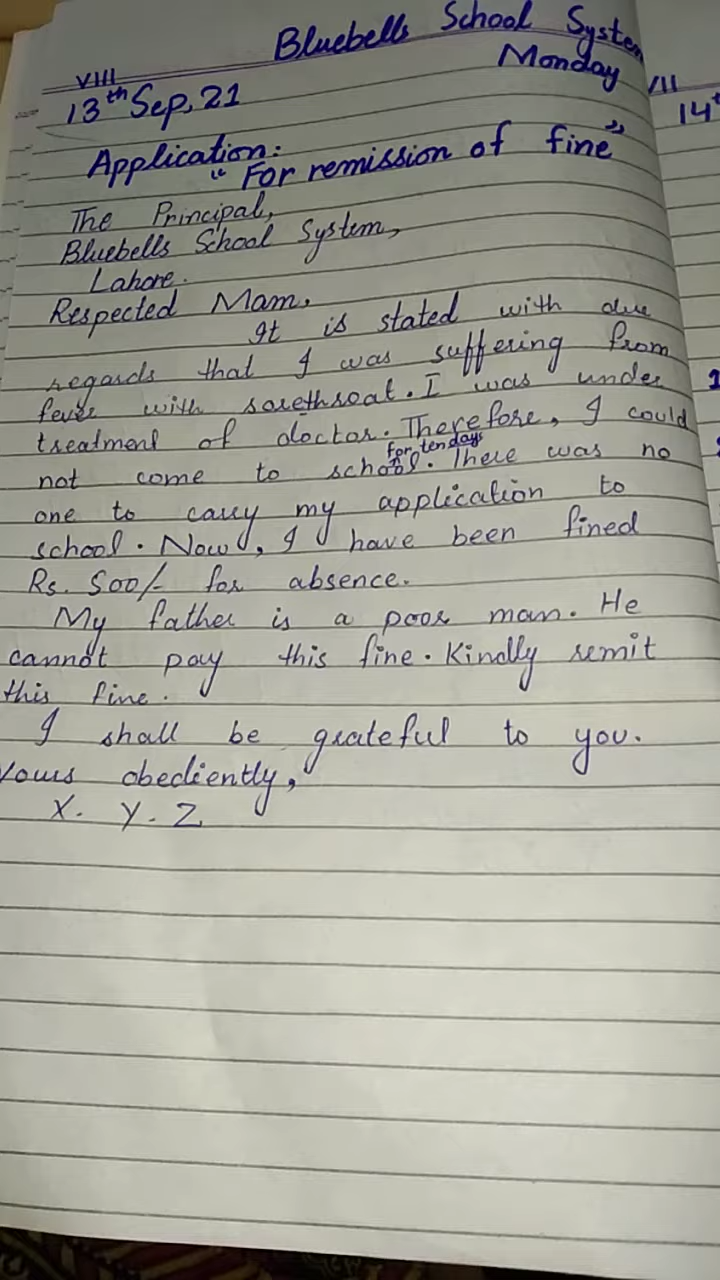 Bluebells School System
VIII
Monday
13th Sep, 21
Application:
"For remission of fine"
The Principal,
Bluebells School System,
Lahore.
Respected Mam,
It is stated with due
regards that I was suffering from
fever with sorethroat. I was under
treatment of doctor. Therefore, I could
not come to school for ten days. There was no
one to carry my application to
school. Now, I have been fined
Rs. 500/- for absence.
My father is a poor man. He
cannot pay this fine. Kindly remit
this fine.
I shall be grateful to you.
Yours obediently,
X. Y. Z
VII
14